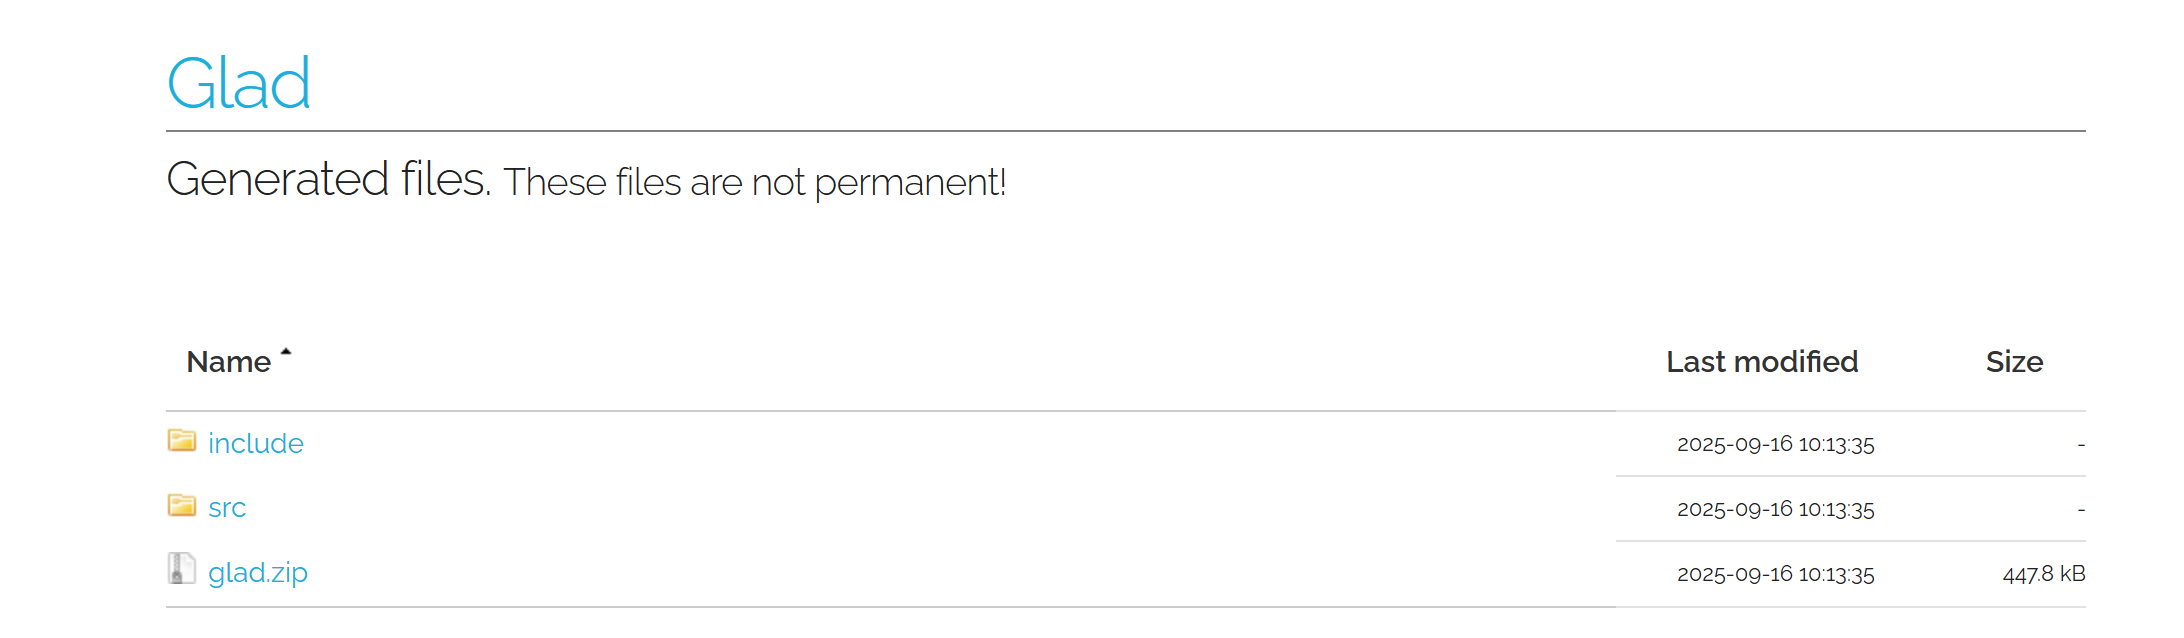 Glad
Generated files. These files are not permanent!
Name Last modified Size
include 2025-09-16 10:13:35 -
src 2025-09-16 10:13:35 -
glad.zip 2025-09-16 10:13:35 447.8 kB